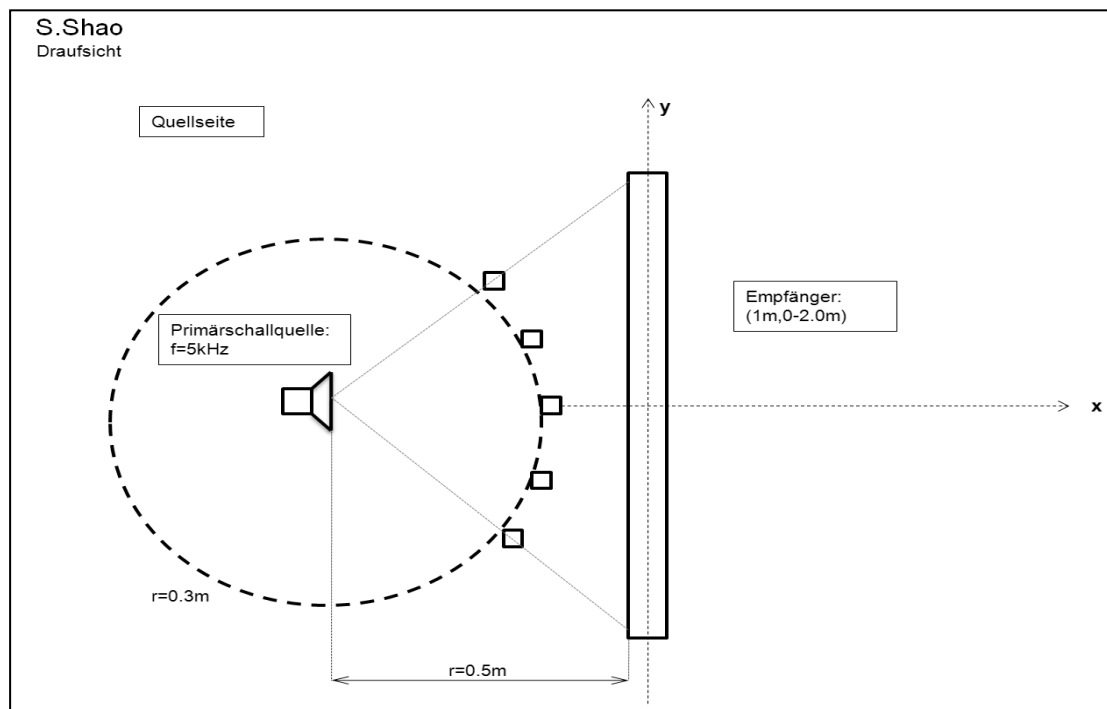 S.Shao
Draufsicht
Quellseite
y
Primärschallquelle:
f=5kHz
Empfänger:
(1m,0-2.0m)
x
r=0.3m
r=0.5m